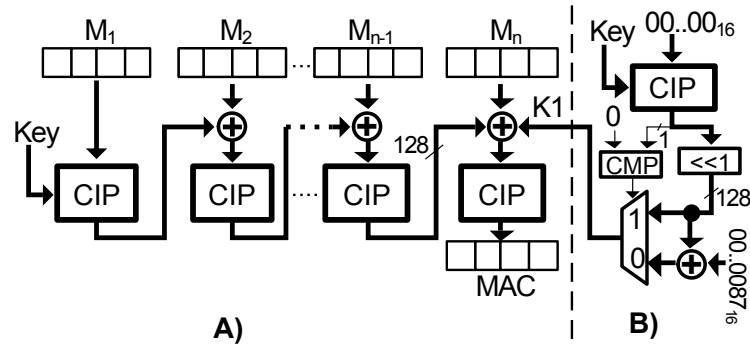 M1
M2
...
Mn-1
Mn
Key
CIP
CIP
.....
CIP
CIP
128
K1
MAC
A)
Key
00..0016
CIP
0
1
CMP
<<1
128
1
0
00..008716
B)